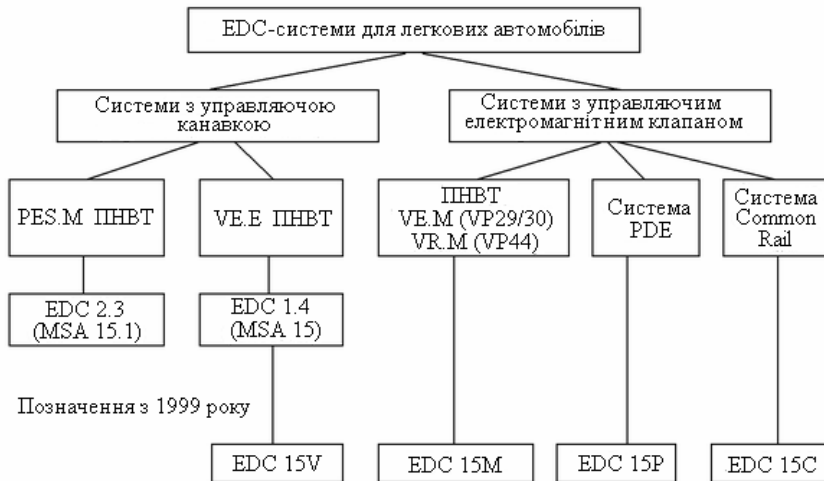 EDC-системи для легкових автомобілів
Системи з управляючою
канавкою
Системи з управляючим
електромагнітним клапаном
PES.M ПНВТ
VE.E ПНВТ
ПНВТ
VE.M (VP29/30)
VR.M (VP44)
Система
PDE
Система
Common
Rail
EDC 2.3
(MSA 15.1)
EDC 1.4
(MSA 15)
Позначення з 1999 року
EDC 15V
EDC 15M
EDC 15P
EDC 15C